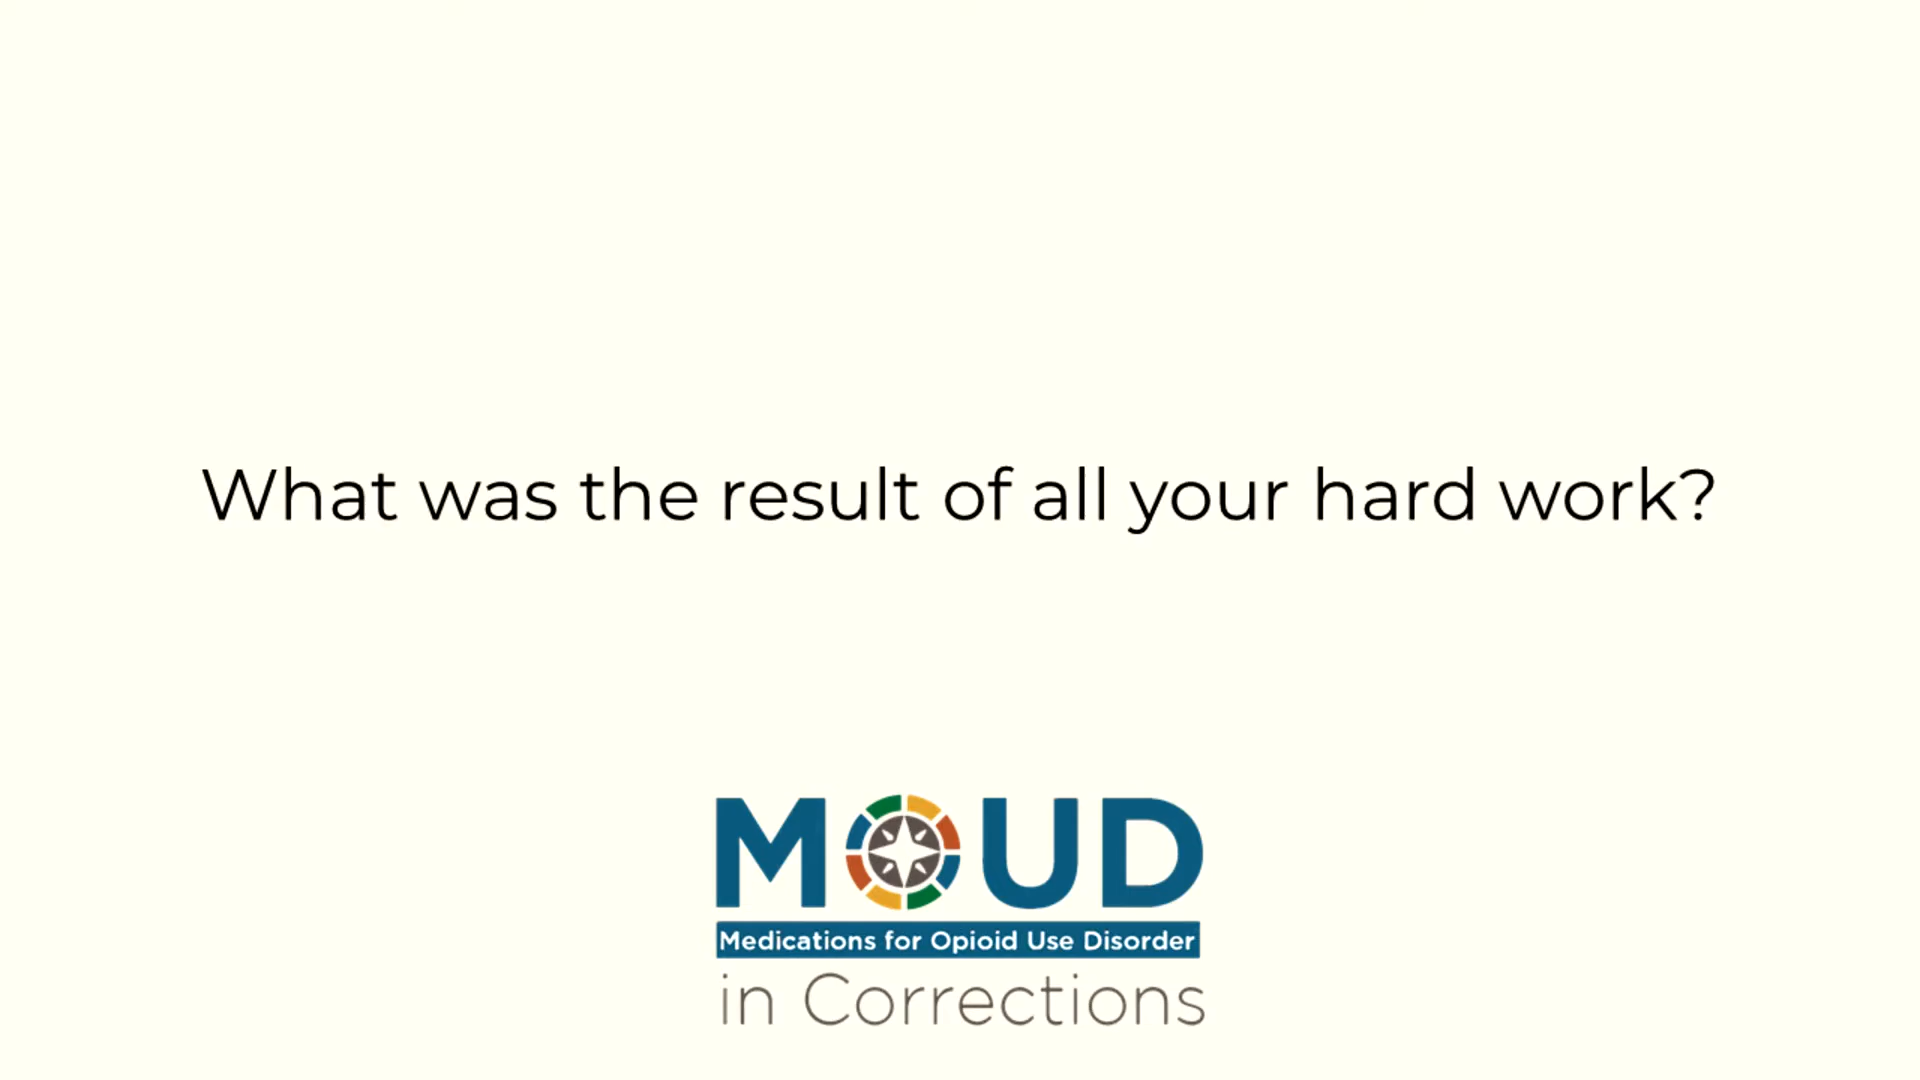 What was the result of all your hard work?
MOUD
Medications for Opioid Use Disorder
in Corrections